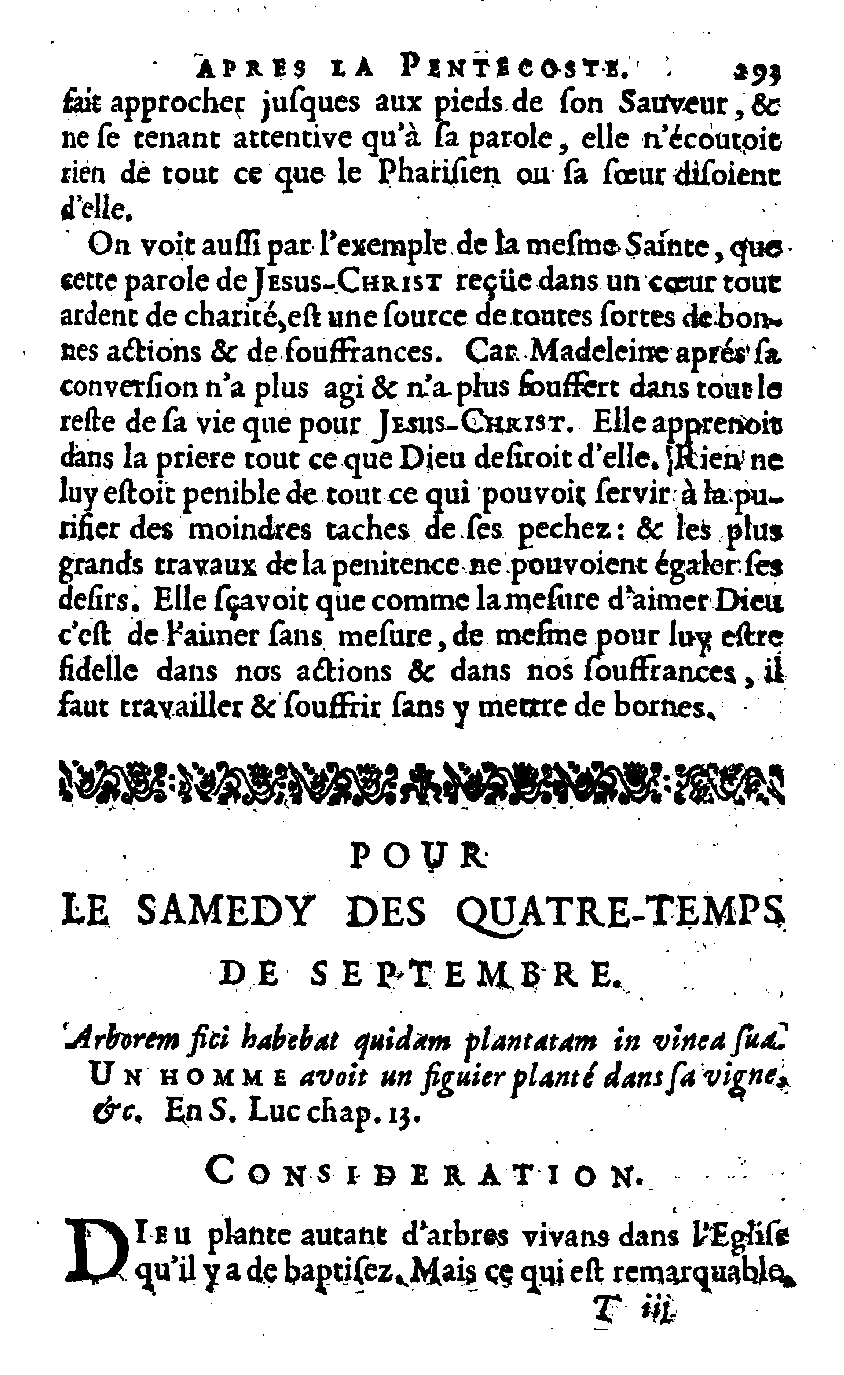 APRES LA PENTECOSTE. 293
fait approcher juſques aux pieds de ſon Sauveur, &
ne ſe tenant attentive qu'à ſa parole, elle n'écoutoit
rien de tout ce que le Phariſien ou ſa ſœur diſoient
d'elle.
On voit auſſi par l'exemple de la meſme Sainte, que
cette parole de JESUS-CHRIST reçûe dans un cœur tout
ardent de charité, eſt une ſource de toutes ſortes de bon-
nes actions & de ſouffrances. Car Madeleine aprés ſa
converſion n'a plus agi & n'a plus ſouffert dans tout le
reſte de ſa vie que pour JESUS-CHRIST. Elle apprenoit
dans la priere tout ce que Dieu deſiroit d'elle. Rien ne
luy eſtoit penible de tout ce qui pouvoit ſervir à la pu-
rifier des moindres taches de ſes pechez: & les plus
grands travaux de la penitence ne pouvoient égaler ſes
deſirs. Elle ſçavoit que comme la meſure d'aimer Dieu
c'eſt de l'aimer ſans meſure, de meſme pour luy eſtre
fidelle dans nos actions & dans nos ſouffrances, il
faut travailler & ſouffrir ſans y mettre de bornes.
POUR
LE SAMEDY DES QUATRE-TEMPS
DE SEPTEMBRE.
Arborem fici habebat quidam plantatam in vinea ſua.
UN HOMME avoit un figuier planté dans ſa vigne,
&c. En S. Luc chap. 13.
CONSIDERATION.
DIEU plante autant d'arbres vivans dans l'Egliſe
qu'il y a de baptiſez. Mais ce qui eſt remarquable,
T iij